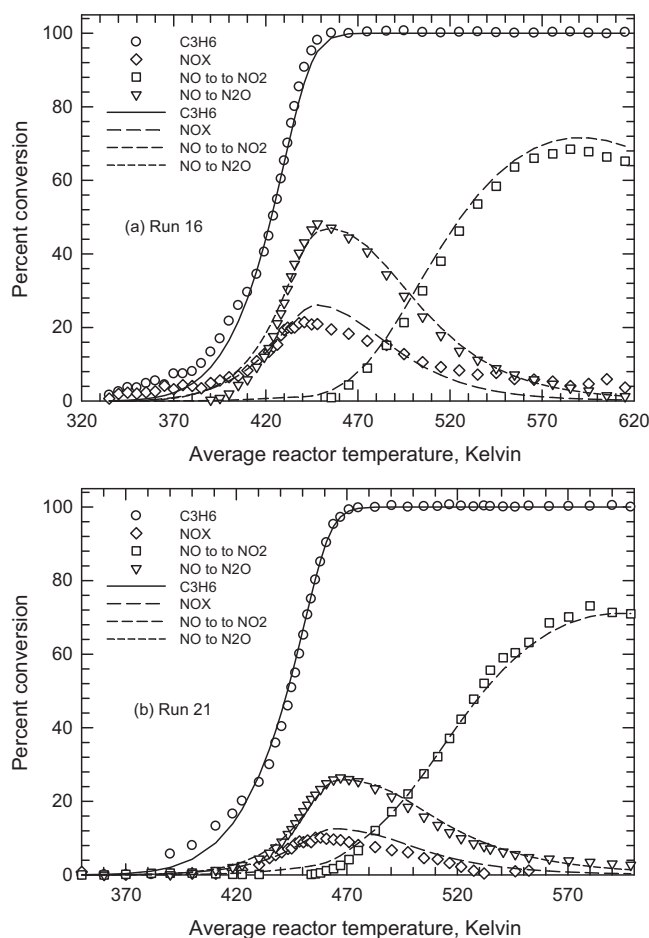 100
80
60
40
20
0
Percent conversion
C3H6
NOX
NO to to NO2
NO to N2O
C3H6
NOX
NO to to NO2
NO to N2O
(a) Run 16
320 370 420 470 520 570 620
Average reactor temperature, Kelvin
100
80
60
40
20
0
Percent conversion
C3H6
NOX
NO to to NO2
NO to N2O
C3H6
NOX
NO to to NO2
NO to N2O
(b) Run 21
370 420 470 520 570
Average reactor temperature, Kelvin